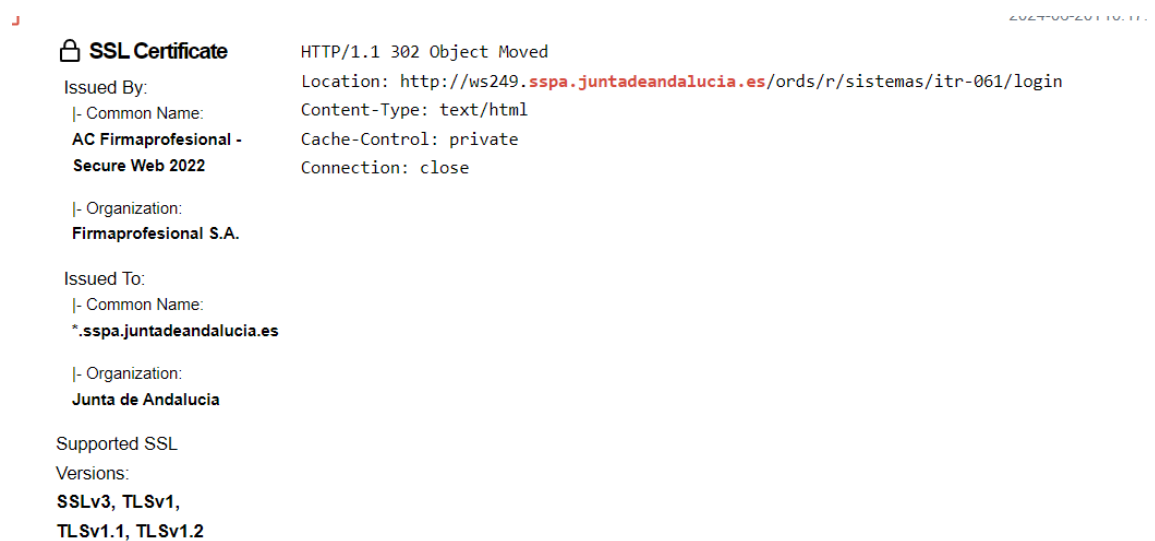 SSL Certificate
Issued By:
|- Common Name:
AC Firmaprofesional -
Secure Web 2022
|- Organization:
Firmaprofesional S.A.
Issued To:
|- Common Name:
*.sspa.juntadeandalucia.es
|- Organization:
Junta de Andalucia
Supported SSL
Versions:
SSLv3, TLSv1,
TLSv1.1, TLSv1.2
HTTP/1.1 302 Object Moved
Location: http://ws249.sspa.juntadeandalucia.es/ords/r/sistemas/itr-061/login
Content-Type: text/html
Cache-Control: private
Connection: close